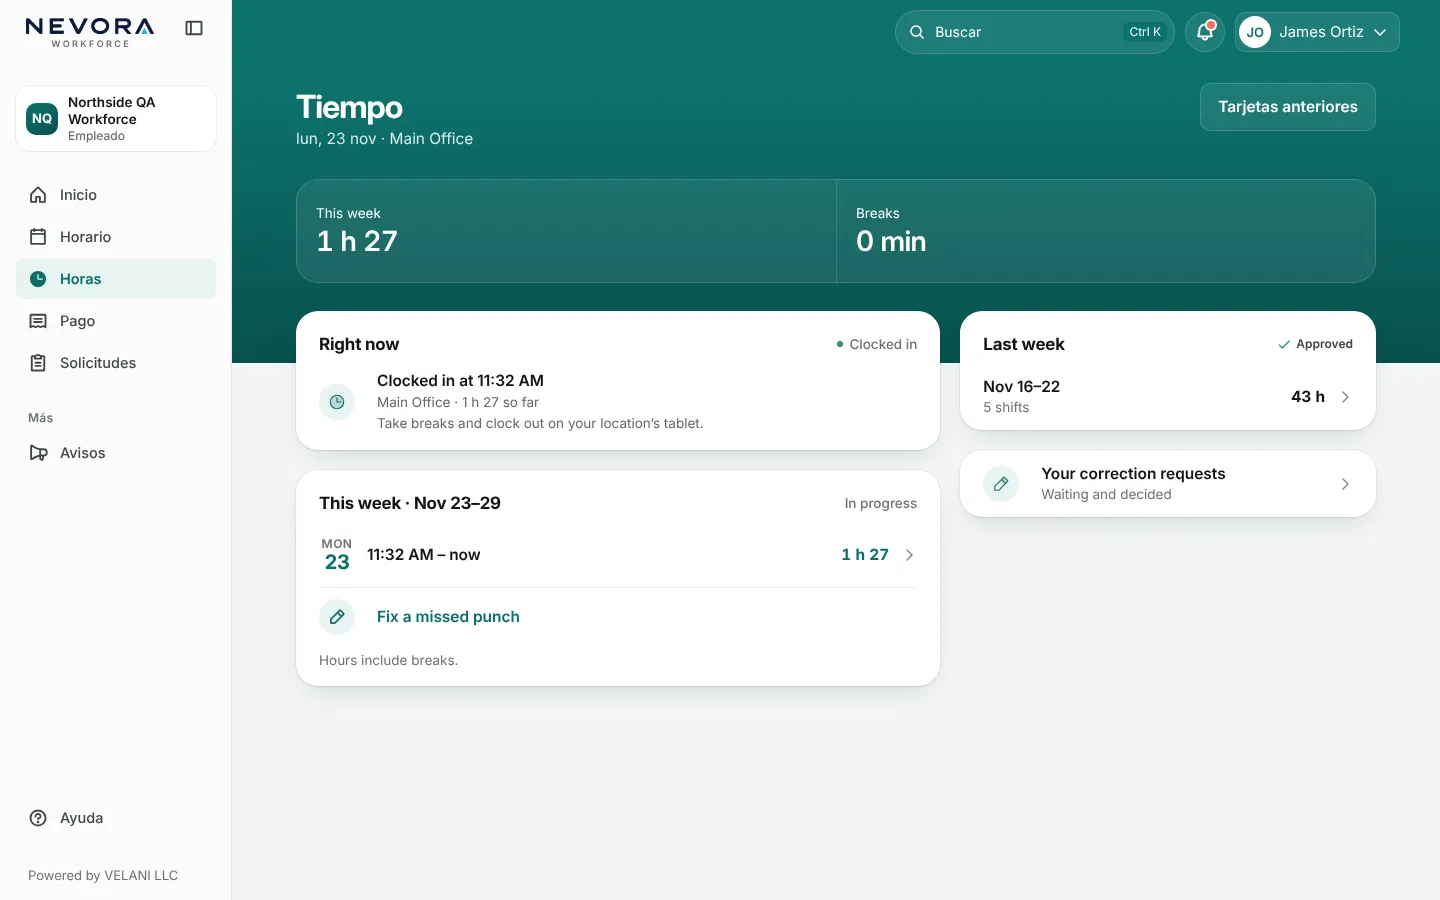 NEVORA
WORKFORCE
Northside QA
Workforce
Empleado
NQ
Inicio
Horario
Horas
Pago
Solicitudes
Más
Avisos
Ayuda
Powered by VELANI LLC
Buscar
Ctrl K
JO
James Ortiz
Tiempo
lun, 23 nov · Main Office
Tarjetas anteriores
This week
1 h 27
Breaks
0 min
Right now
Clocked in
Clocked in at 11:32 AM
Main Office · 1 h 27 so far
Take breaks and clock out on your location’s tablet.
This week · Nov 23–29
In progress
MON
23
11:32 AM – now
1 h 27
Fix a missed punch
Hours include breaks.
Last week
Approved
Nov 16–22
5 shifts
43 h
Your correction requests
Waiting and decided